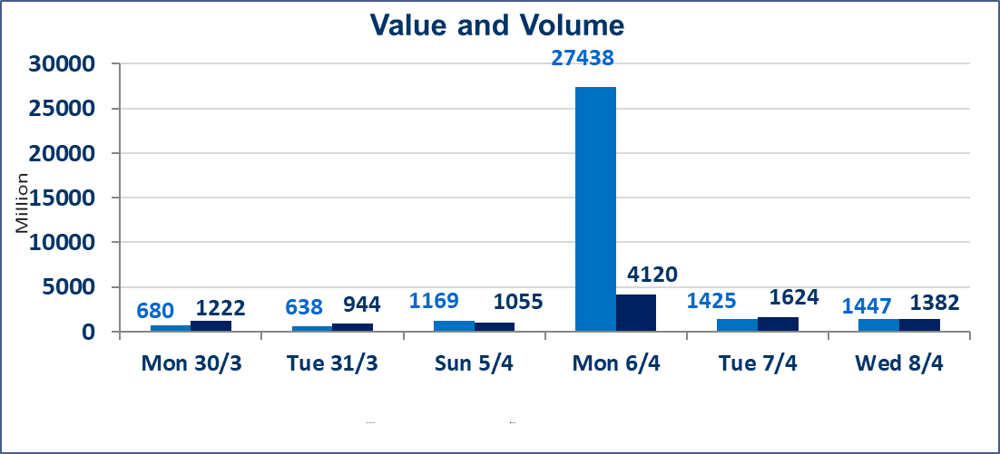 Value and Volume
30000
25000
20000
15000
10000
5000
0
Million
680 1222 638 944 1169 1055 27438 4120 1425 1624 1447 1382
Mon 30/3 Tue 31/3 Sun 5/4 Mon 6/4 Tue 7/4 Wed 8/4